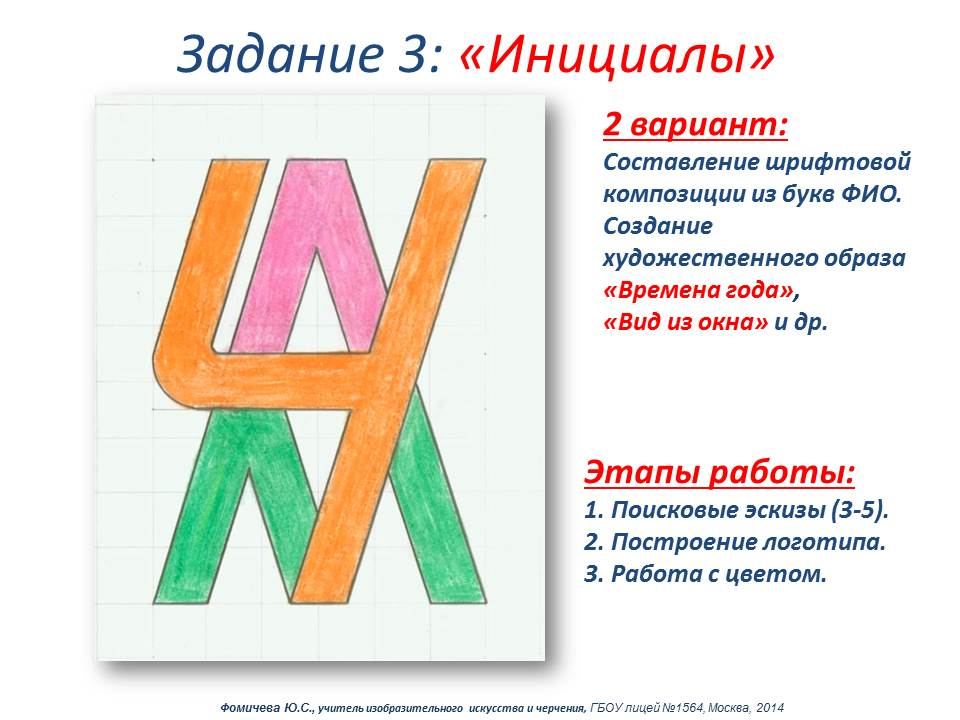 Задание 3: «Инициалы»
2 вариант:
Составление шрифтовой
композиции из букв ФИО.
Создание
художественного образа
«Времена года»,
«Вид из окна» и др.
Этапы работы:
1. Поисковые эскизы (3-5).
2. Построение логотипа.
3. Работа с цветом.
Фомичева Ю.С., учитель изобразительного искусства и черчения, ГБОУ лицей №1564, Москва, 2014